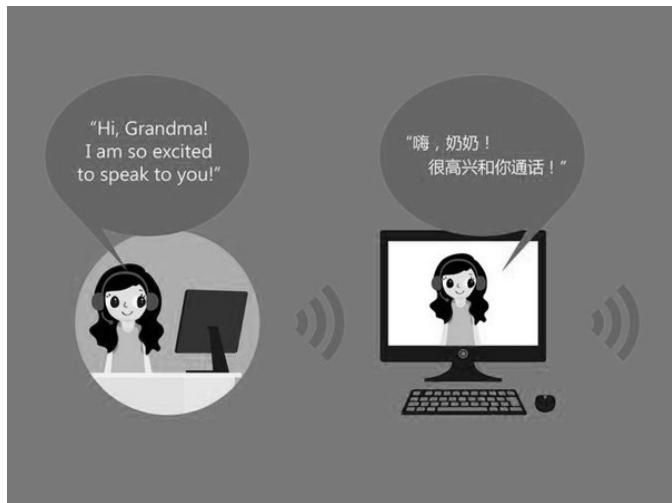 “Hi, Grandma!
I am so excited
to speak to you!”
“嗨，奶奶！
很高兴和你通话！”